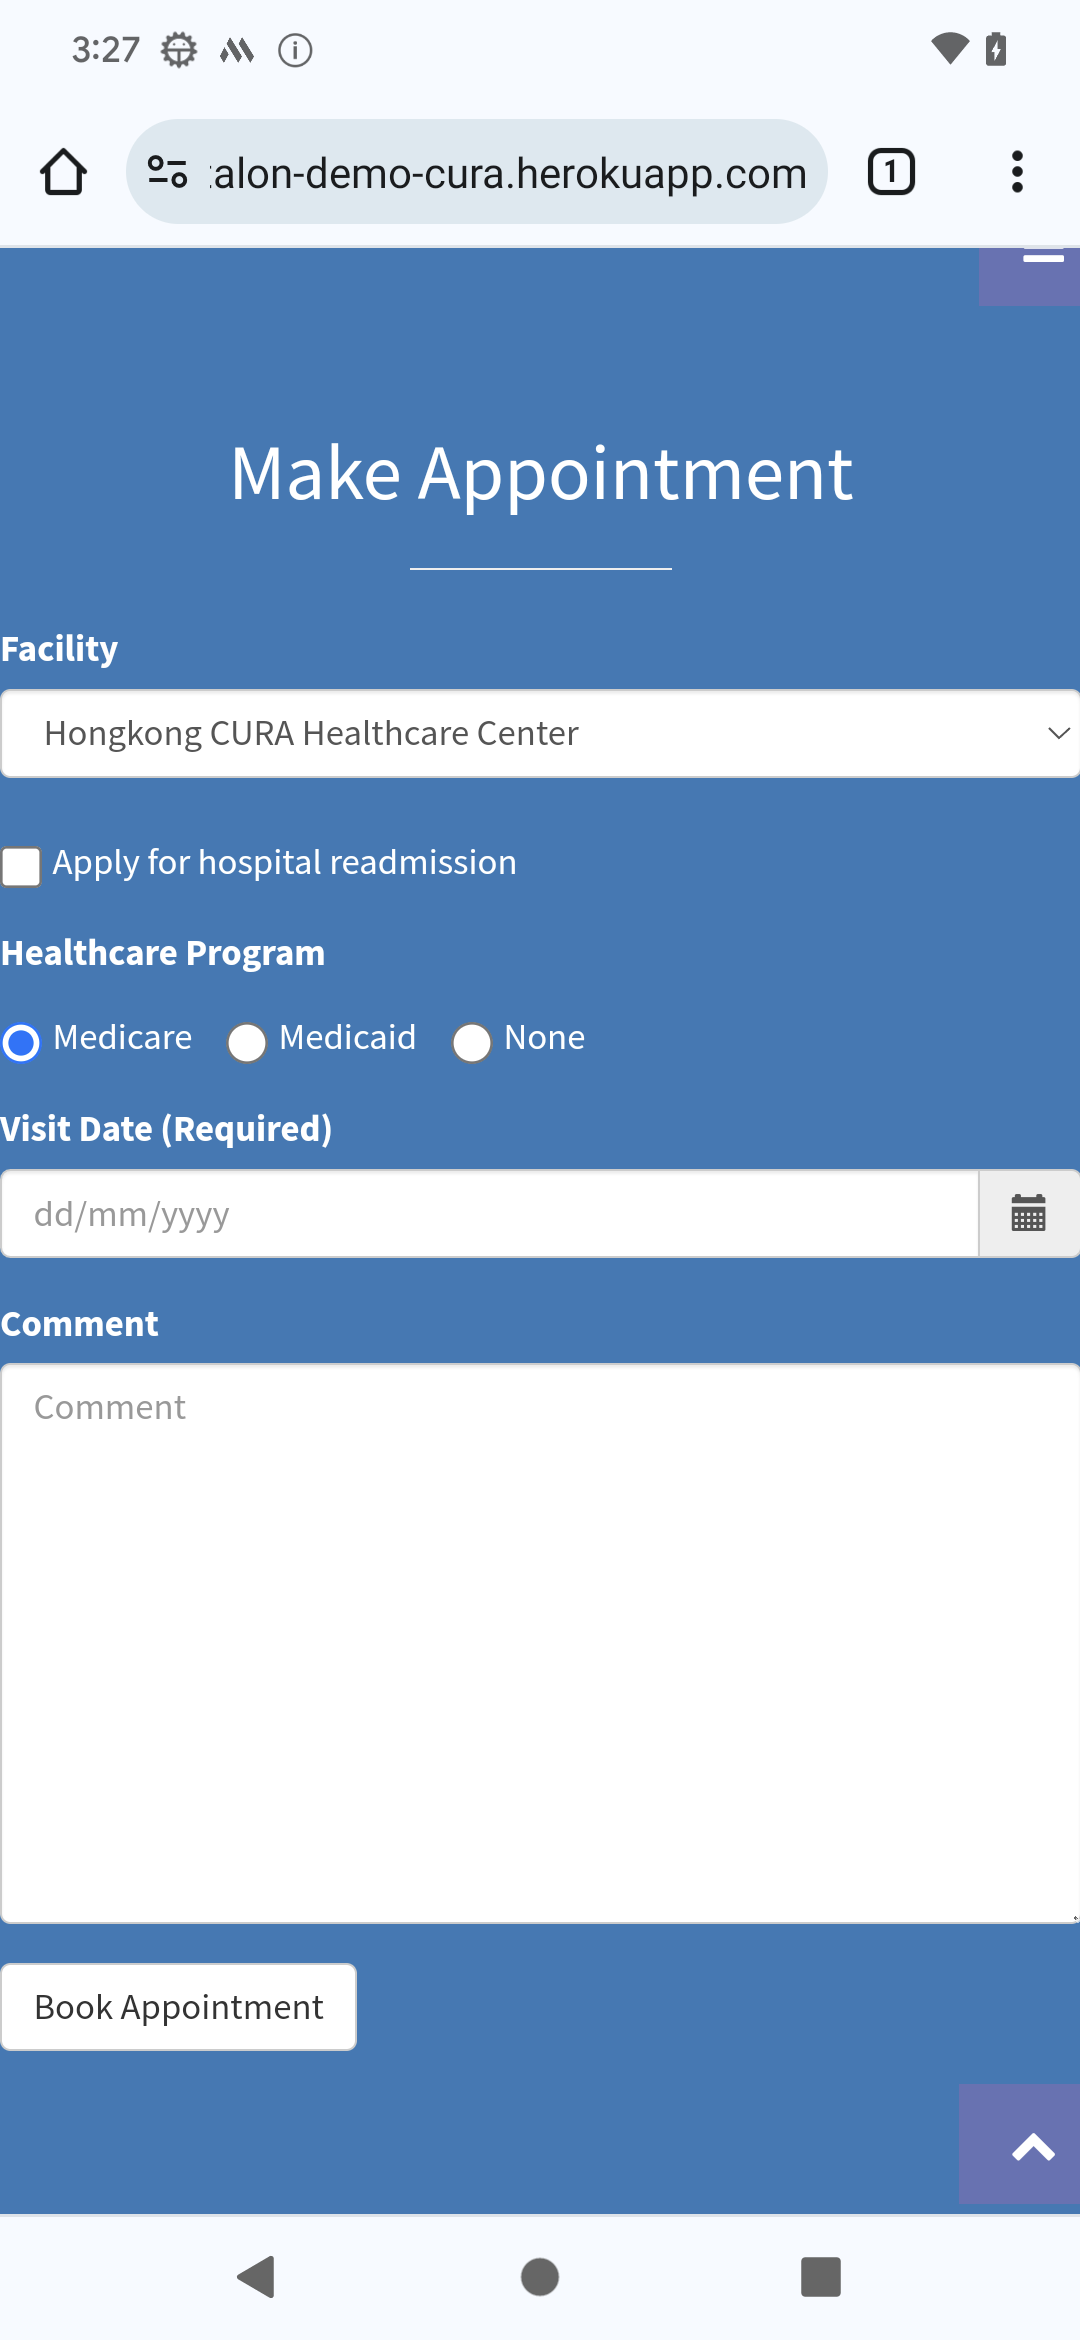 3:27
alon-demo-cura.herokuapp.com
1
Make Appointment
Facility
Hongkong CURA Healthcare Center
Apply for hospital readmission
Healthcare Program
Medicare Medicaid None
Visit Date (Required)
dd/mm/yyyy
Comment
Comment
Book Appointment